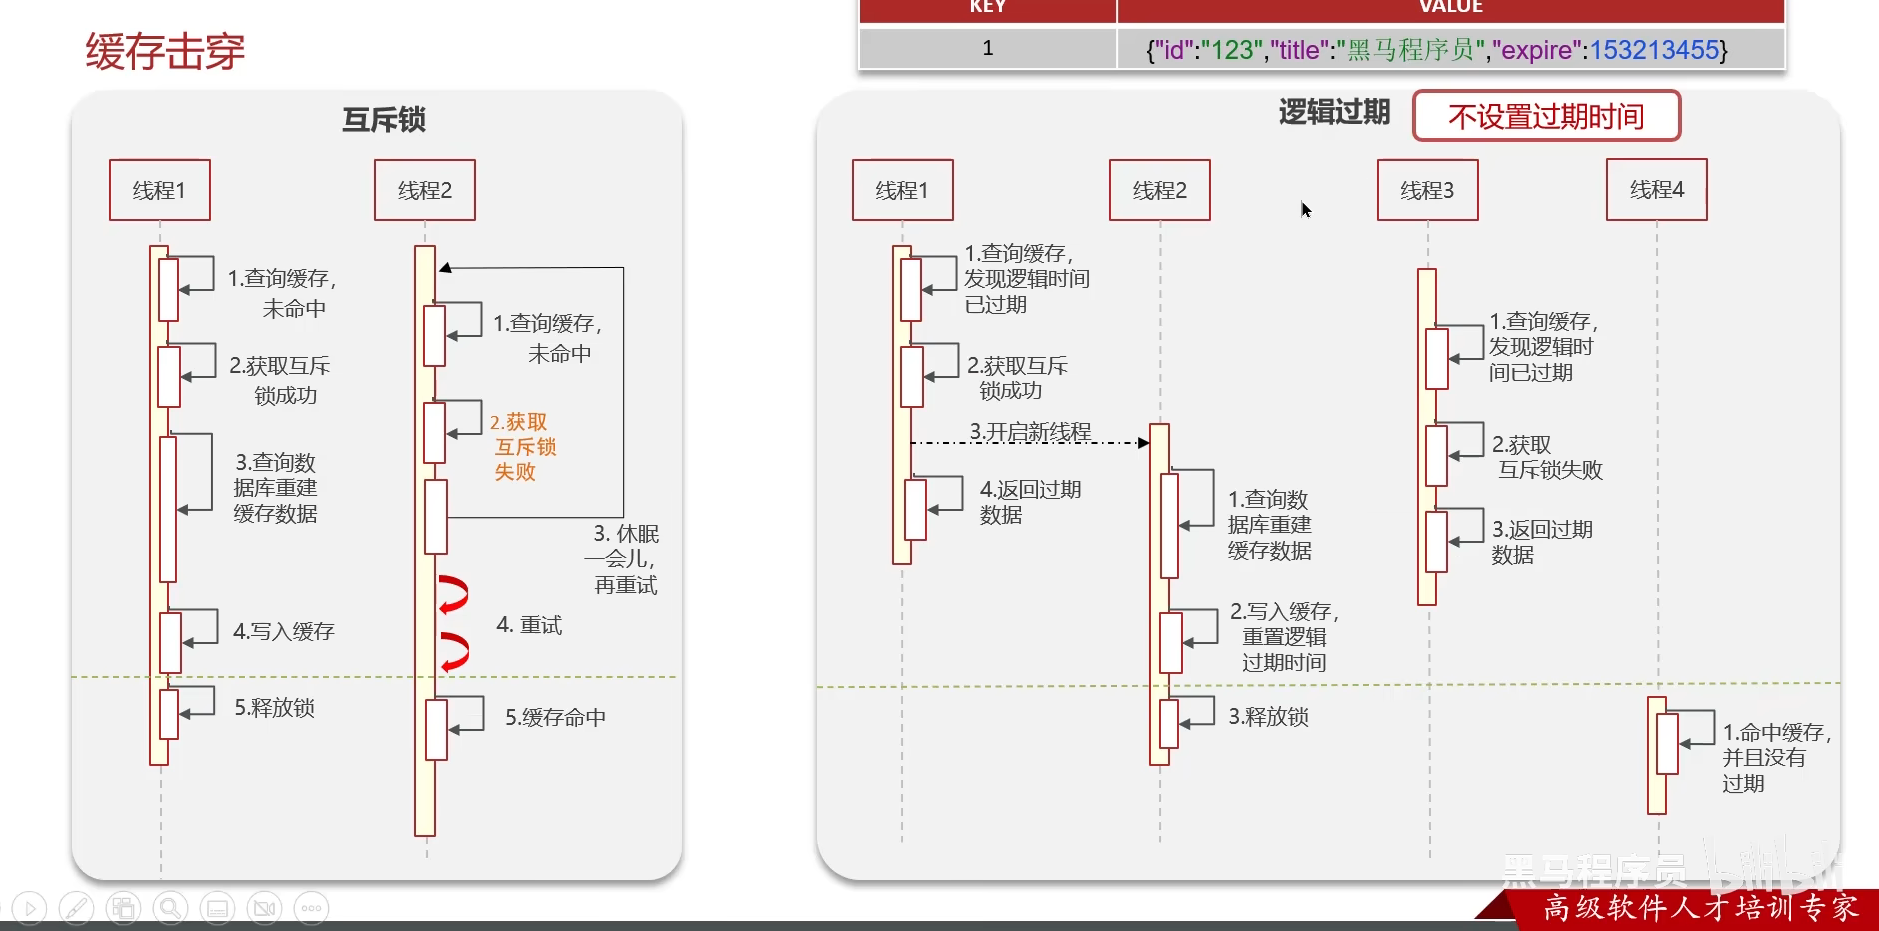 缓存击穿
KEY
VALUE
1
{"id":"123","title":"黑马程序员","expire":153213455}
互斥锁
线程1
线程2
1.查询缓存，
未命中
2.获取互斥
锁成功
3.查询数
据库重建
缓存数据
4.写入缓存
5.释放锁
1.查询缓存，
未命中
2.获取
互斥锁
失败
3. 休眠
一会儿，
再重试
4. 重试
5.缓存命中
逻辑过期
不设置过期时间
线程1
线程2
线程3
线程4
1.查询缓存，
发现逻辑时间
已过期
2.获取互斥
锁成功
3.开启新线程
4.返回过期
数据
1.查询数
据库重建
缓存数据
2.写入缓存，
重置逻辑
过期时间
3.释放锁
1.查询缓存，
发现逻辑时
间已过期
2.获取
互斥锁失败
3.返回过期
数据
1.命中缓存，
并且没有
过期
黑马程序员 bilibili
高级软件人才培训专家